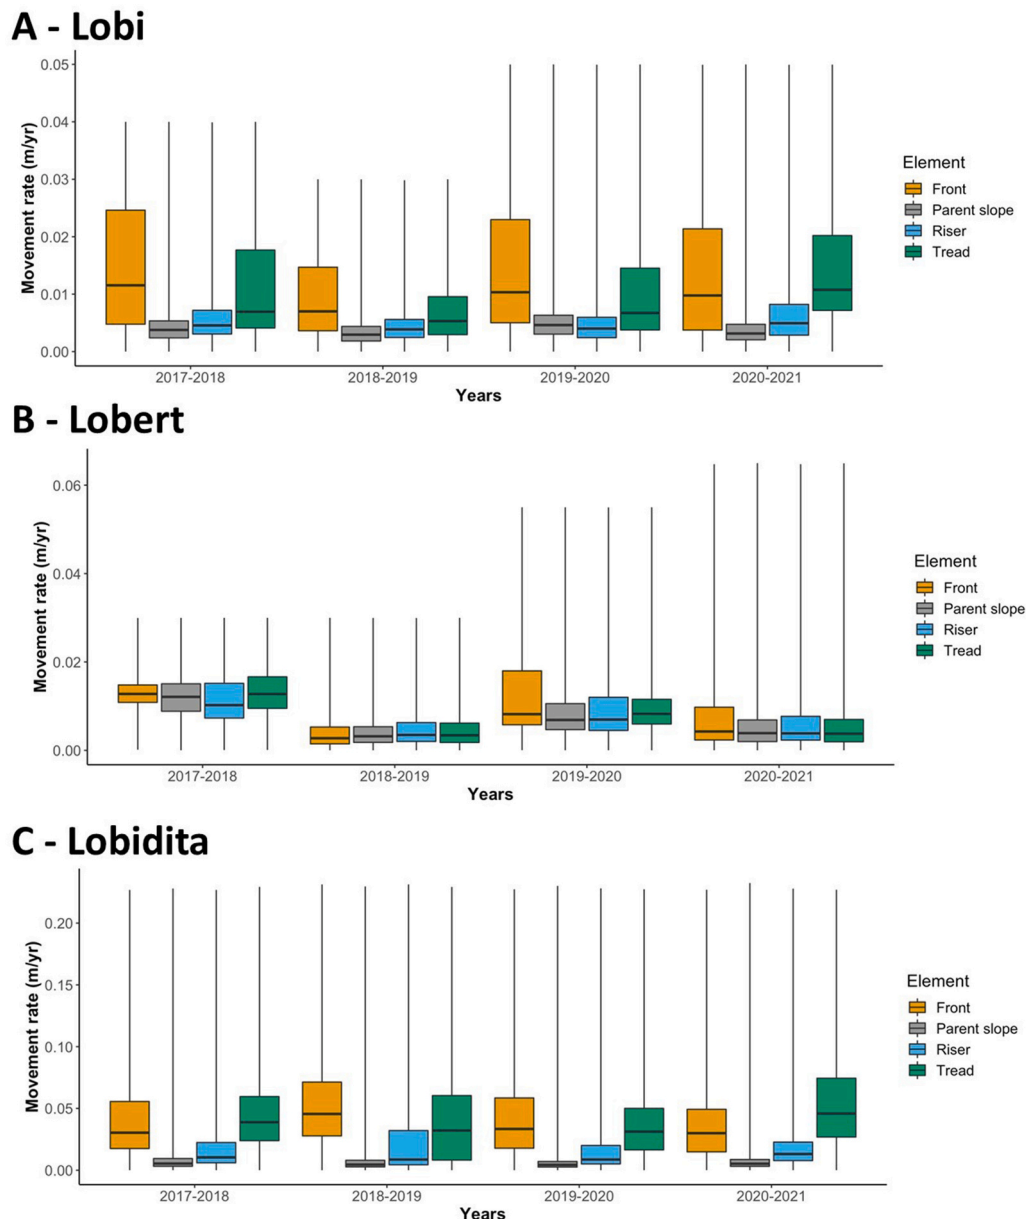 A - Lobi
0.05
0.04
0.03
0.02
0.01
0.00
Movement rate (m/yr)
2017-2018
2018-2019
2019-2020
2020-2021
Years
Element
Front
Parent slope
Riser
Tread
B - Lobert
0.06
0.04
0.02
0.00
Movement rate (m/yr)
2017-2018
2018-2019
2019-2020
2020-2021
Years
Element
Front
Parent slope
Riser
Tread
C - Lobidita
0.20
0.15
0.10
0.05
0.00
Movement rate (m/yr)
2017-2018
2018-2019
2019-2020
2020-2021
Years
Element
Front
Parent slope
Riser
Tread